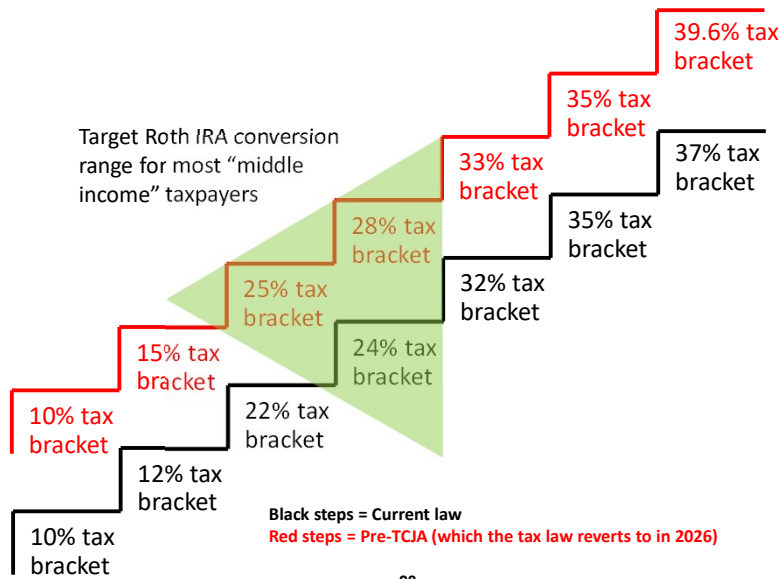 39.6% tax
bracket
35% tax
bracket
Target Roth IRA conversion
range for most “middle
income” taxpayers
33% tax
bracket
37% tax
bracket
28% tax
bracket
35% tax
bracket
25% tax
bracket
32% tax
bracket
15% tax
bracket
24% tax
bracket
10% tax
bracket
22% tax
bracket
12% tax
bracket
10% tax
bracket
Black steps = Current law
Red steps = Pre-TCJA (which the tax law reverts to in 2026)